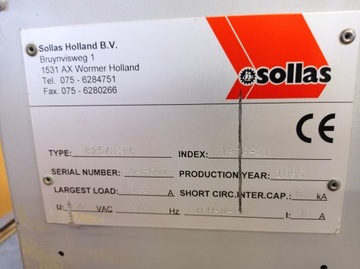 Sollas Holland B.V.
Bruynvisweg 1
1531 AX Wormer Holland
Tel. 075 - 6284751
Fax. 075 - 6280266
sollas
CE
TYPE: INDEX:
SERIAL NUMBER: PRODUCTION YEAR:
LARGEST LOAD: A SHORT CIRC.INTER.CAP.: kA
U: VAC Hz I: A